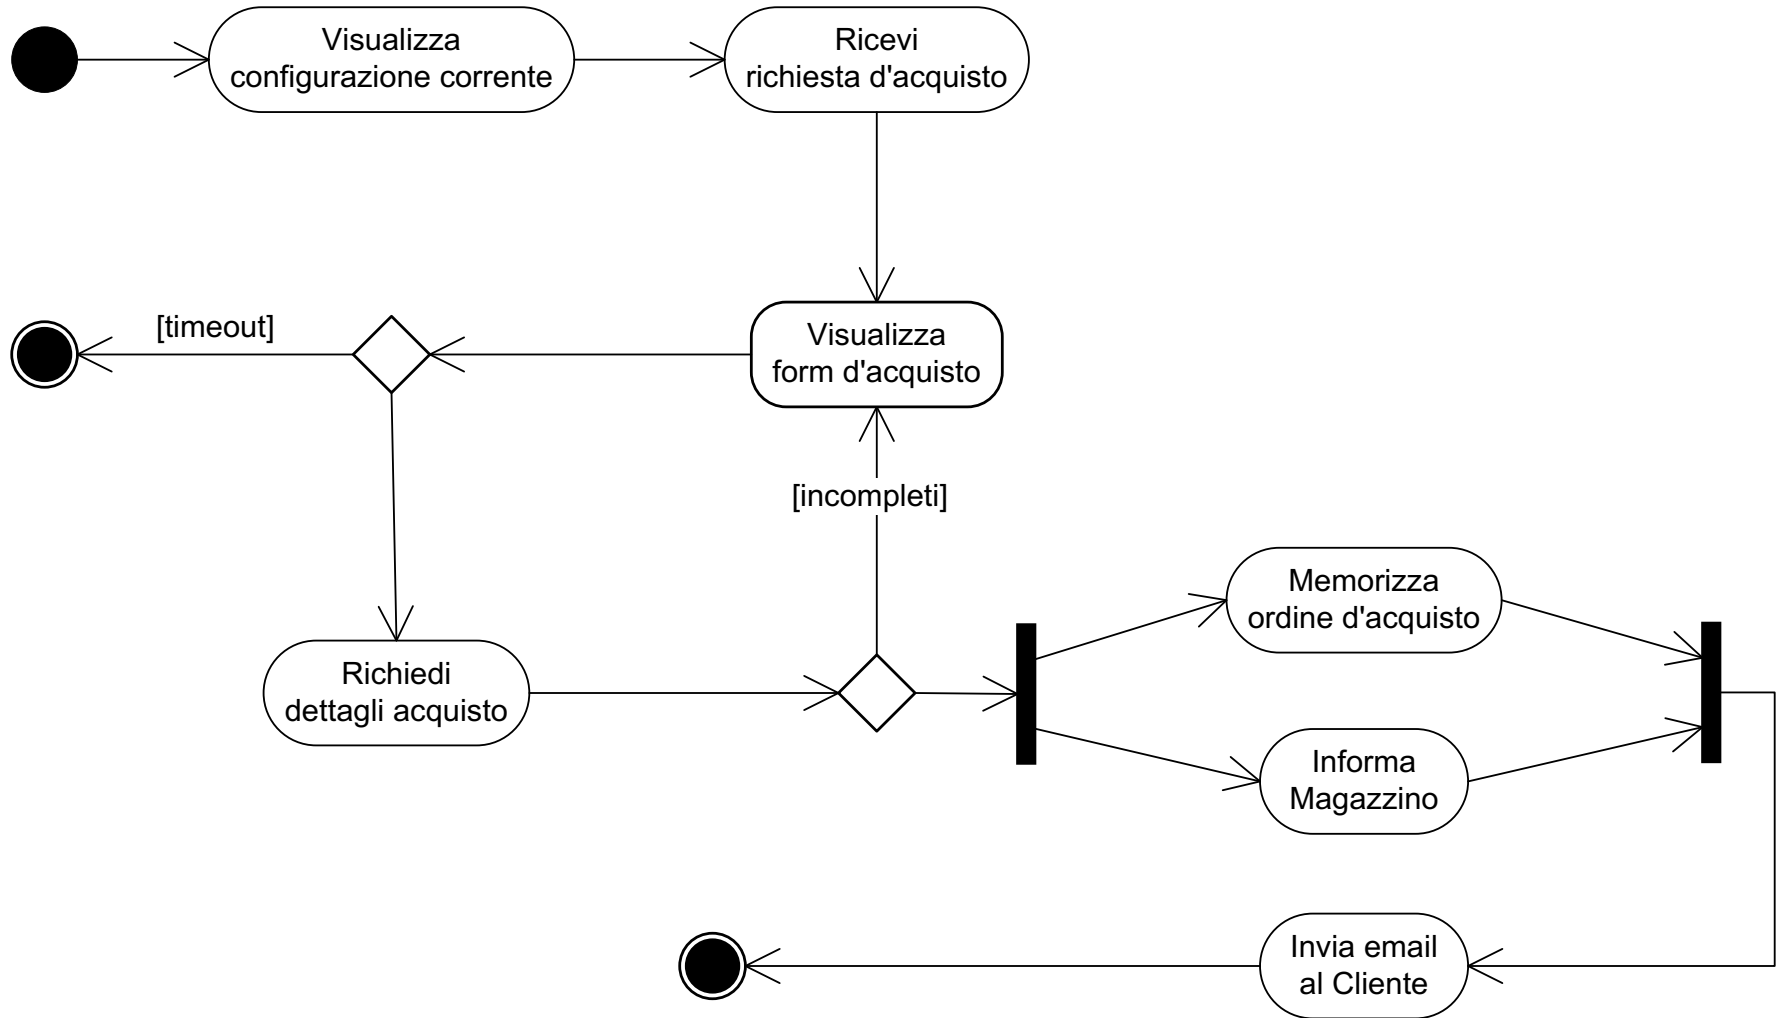 Visualizza
configurazione corrente
Ricevi
richiesta d'acquisto
[timeout]
Visualizza
form d'acquisto
[incompleti]
Memorizza
ordine d'acquisto
Richiedi
dettagli acquisto
Informa
Magazzino
Invia email
al Cliente